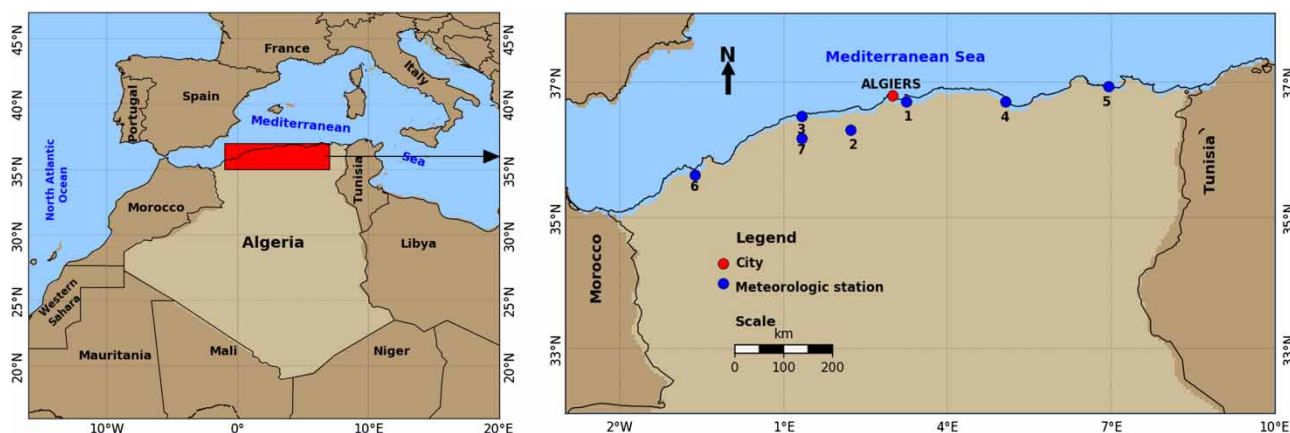 45°N
40°N
35°N
30°N
25°N
20°N
France
Italy
Portugal
Spain
Mediterranean
Sea
North Atlantic
Ocean
Tunisia
Morocco
Algeria
Libya
Western
Sahara
Mauritania
Mali
Niger
45°N
40°N
35°N
30°N
25°N
20°N
10°W
0°
10°E
20°E
N
Mediterranean Sea
37°N
35°N
33°N
ALGIERS
1
2
3
4
5
6
7
Morocco
Tunisia
Legend
City
Meteorologic station
Scale
km
0
100
200
37°N
35°N
33°N
2°W
1°E
4°E
7°E
10°E